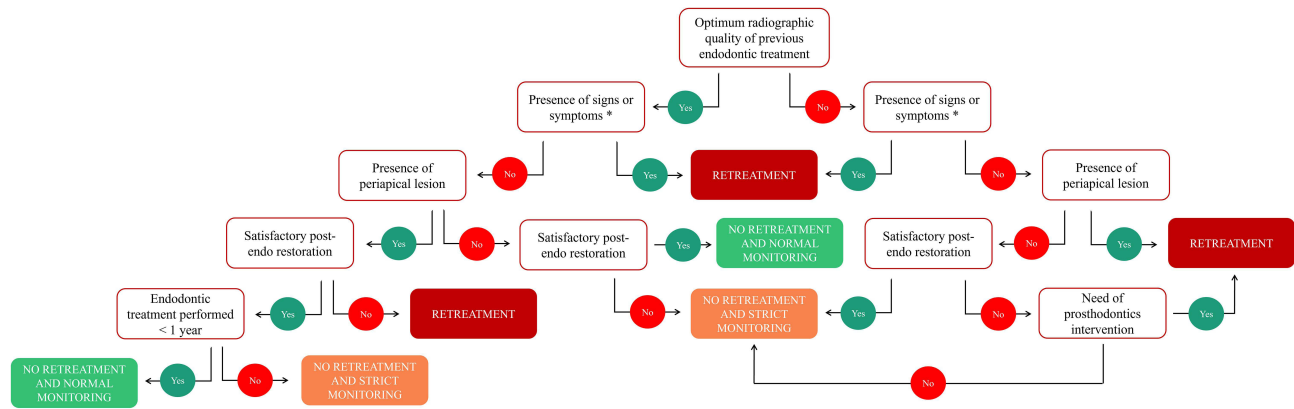 Optimum radiographic
quality of previous
endodontic treatment
Presence of signs or
symptoms *
Yes
No
Presence of signs or
symptoms *
Presence of
periapical lesion
No
Yes
RETREATMENT
Yes
No
Presence of
periapical lesion
Satisfactory post-
endo restoration
Yes
No
Satisfactory post-
endo restoration
Yes
NO RETREATMENT
AND NORMAL
MONITORING
Satisfactory post-
endo restoration
No
Yes
RETREATMENT
Endodontic
treatment performed
< 1 year
Yes
No
RETREATMENT
No
NO RETREATMENT
AND STRICT
MONITORING
Yes
No
Need of
prosthodontics
intervention
Yes
NO RETREATMENT
AND NORMAL
MONITORING
Yes
No
NO RETREATMENT
AND STRICT
MONITORING
No